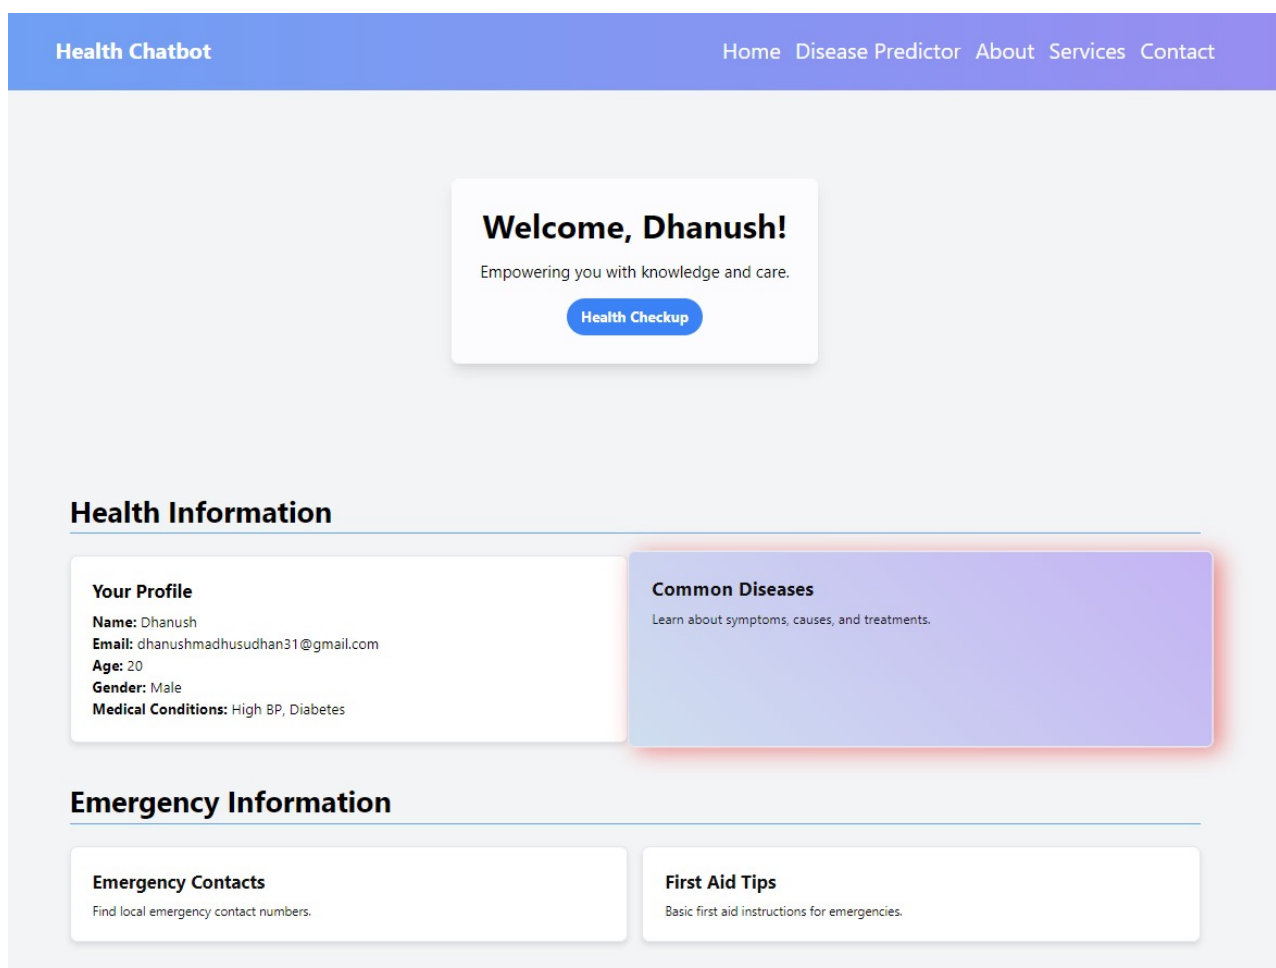 Health Chatbot
Home Disease Predictor About Services Contact
Welcome, Dhanush!
Empowering you with knowledge and care.
Health Checkup
Health Information
Your Profile
Name: Dhanush
Email: dhanushmadhusudhan31@gmail.com
Age: 20
Gender: Male
Medical Conditions: High BP, Diabetes
Common Diseases
Learn about symptoms, causes, and treatments.
Emergency Information
Emergency Contacts
Find local emergency contact numbers.
First Aid Tips
Basic first aid instructions for emergencies.